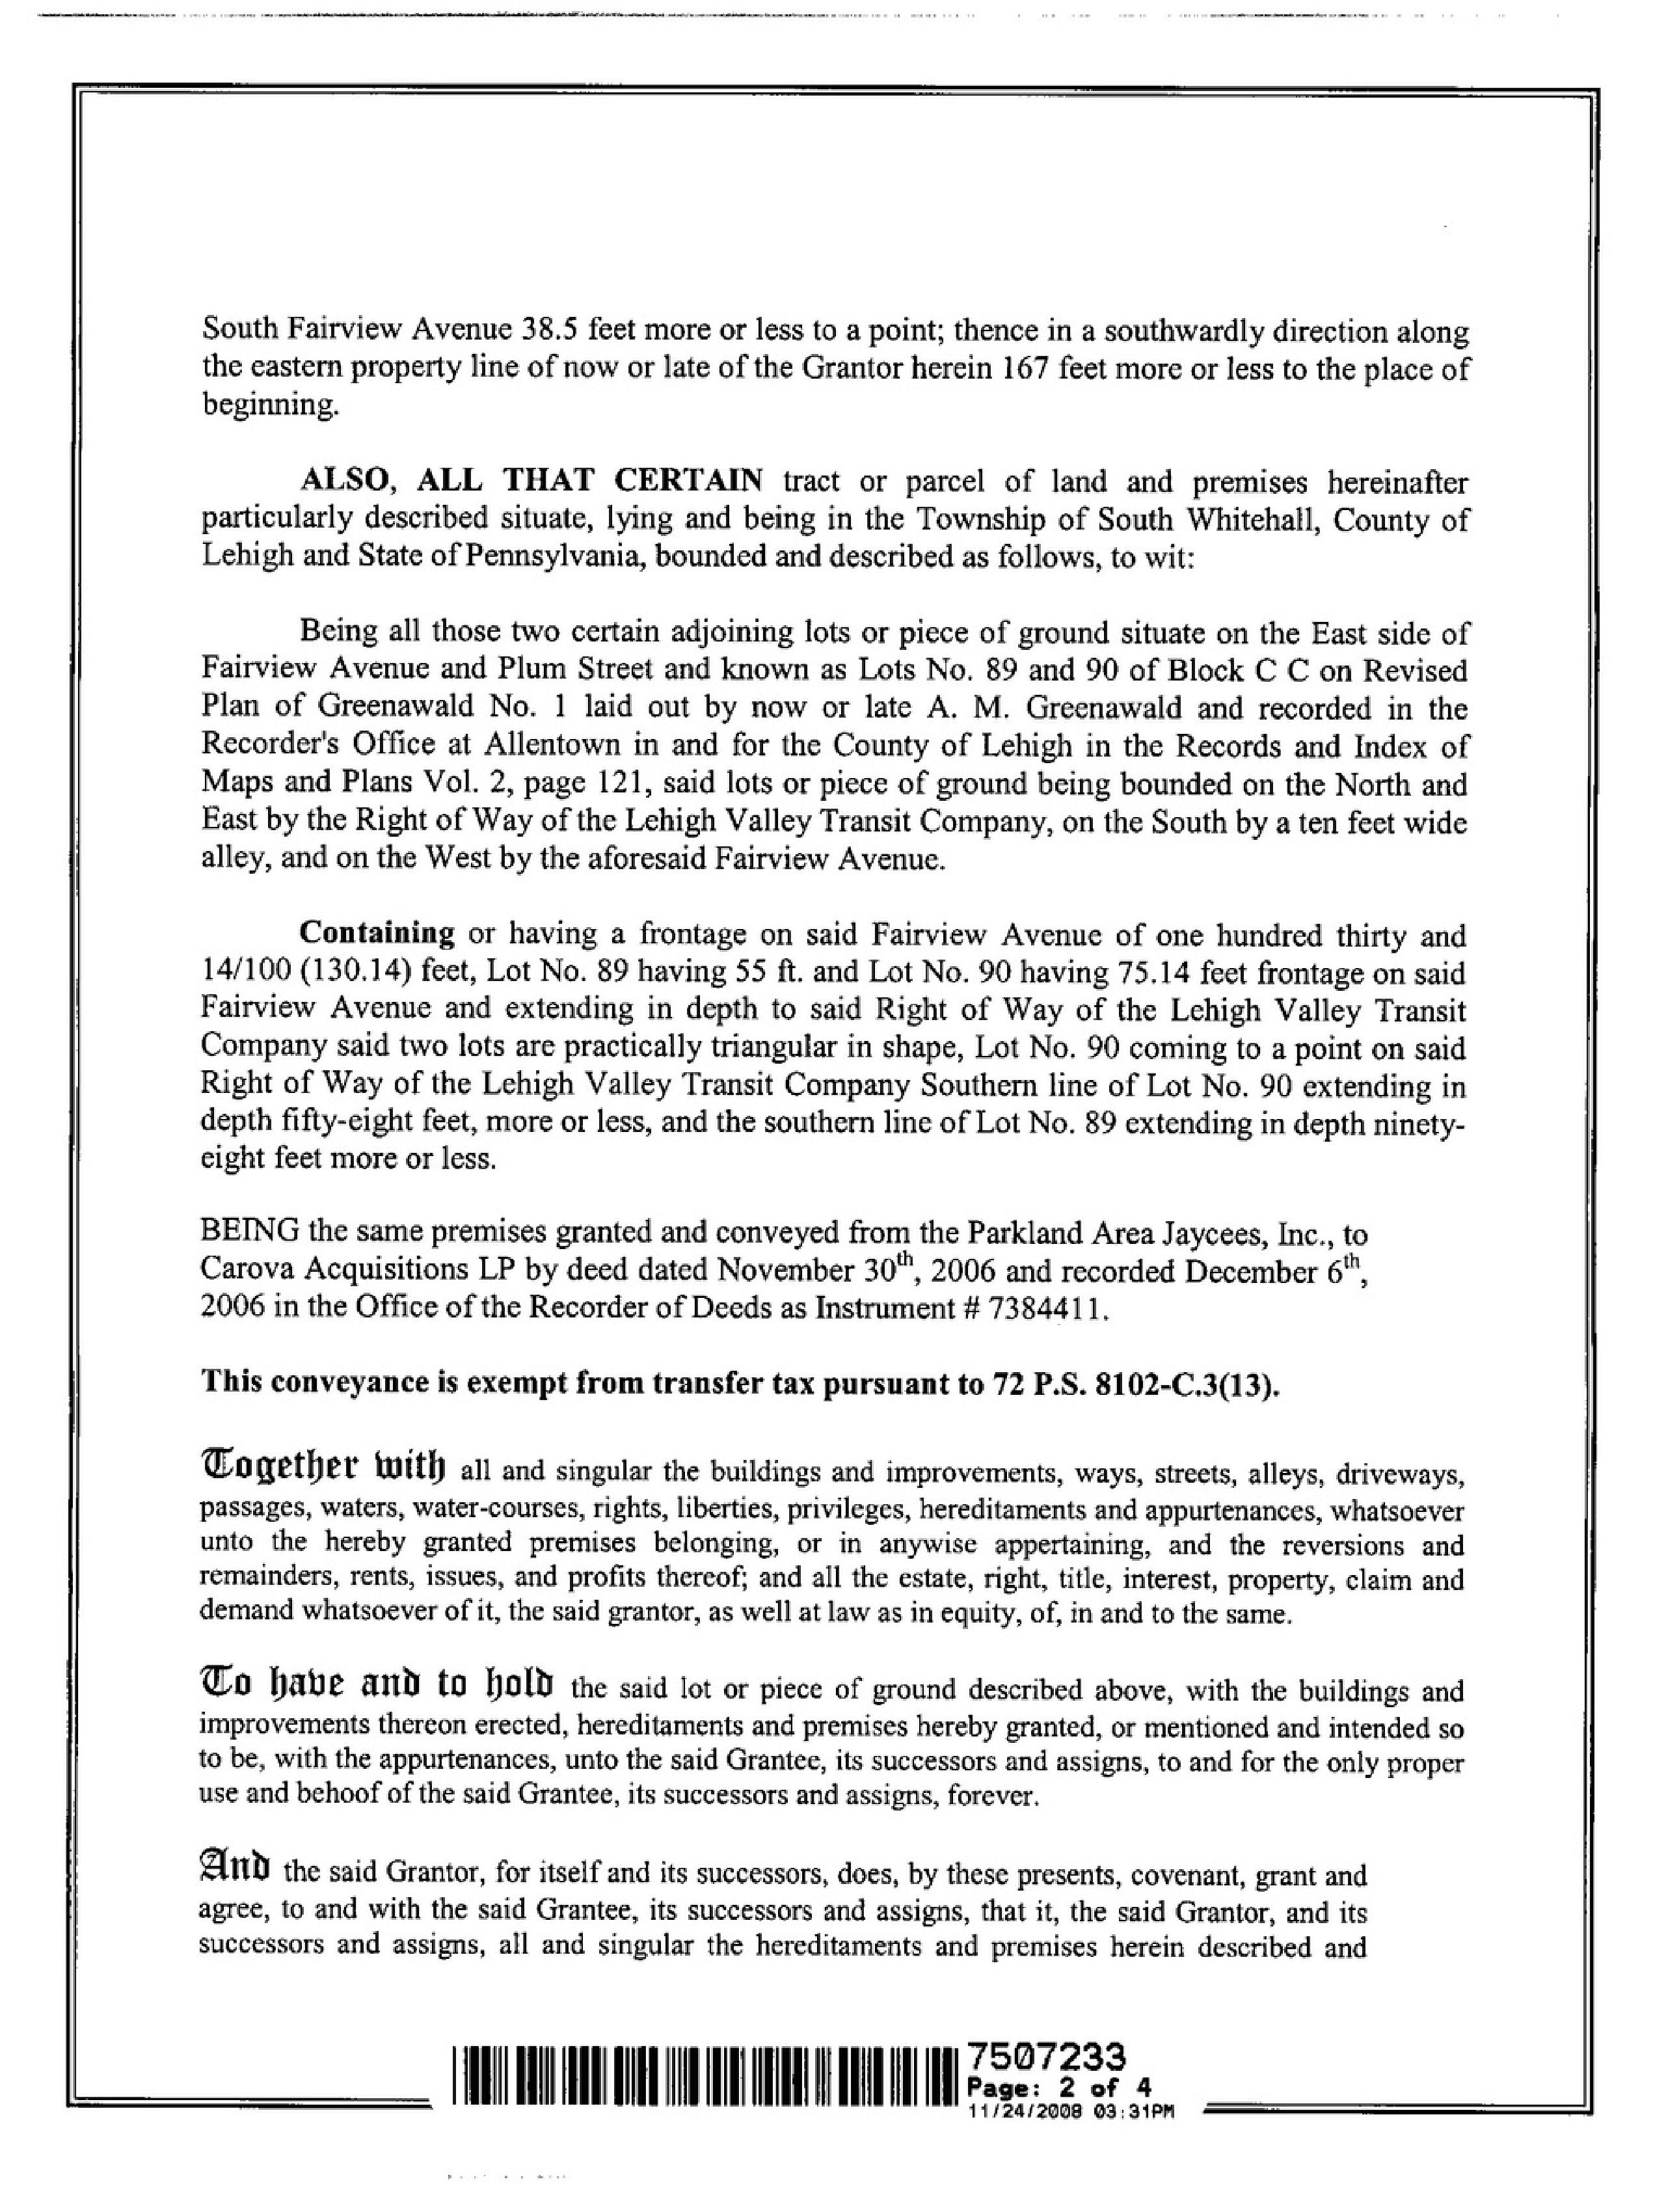 South Fairview Avenue 38.5 feet more or less to a point; thence in a southwardly direction along
the eastern property line of now or late of the Grantor herein 167 feet more or less to the place of
beginning.
ALSO, ALL THAT CERTAIN tract or parcel of land and premises hereinafter
particularly described situate, lying and being in the Township of South Whitehall, County of
Lehigh and State of Pennsylvania, bounded and described as follows, to wit:
Being all those two certain adjoining lots or piece of ground situate on the East side of
Fairview Avenue and Plum Street and known as Lots No. 89 and 90 of Block C C on Revised
Plan of Greenawald No. 1 laid out by now or late A. M. Greenawald and recorded in the
Recorder's Office at Allentown in and for the County of Lehigh in the Records and Index of
Maps and Plans Vol. 2, page 121, said lots or piece of ground being bounded on the North and
East by the Right of Way of the Lehigh Valley Transit Company, on the South by a ten feet wide
alley, and on the West by the aforesaid Fairview Avenue.
Containing or having a frontage on said Fairview Avenue of one hundred thirty and
14/100 (130.14) feet, Lot No. 89 having 55 ft. and Lot No. 90 having 75.14 feet frontage on said
Fairview Avenue and extending in depth to said Right of Way of the Lehigh Valley Transit
Company said two lots are practically triangular in shape, Lot No. 90 coming to a point on said
Right of Way of the Lehigh Valley Transit Company Southern line of Lot No. 90 extending in
depth fifty-eight feet, more or less, and the southern line of Lot No. 89 extending in depth ninety-
eight feet more or less.
BEING the same premises granted and conveyed from the Parkland Area Jaycees, Inc., to
Carova Acquisitions LP by deed dated November 30th, 2006 and recorded December 6th,
2006 in the Office of the Recorder of Deeds as Instrument # 7384411.
This conveyance is exempt from transfer tax pursuant to 72 P.S. 8102-C.3(13).
Together with all and singular the buildings and improvements, ways, streets, alleys, driveways,
passages, waters, water-courses, rights, liberties, privileges, hereditaments and appurtenances, whatsoever
unto the hereby granted premises belonging, or in anywise appertaining, and the reversions and
remainders, rents, issues, and profits thereof; and all the estate, right, title, interest, property, claim and
demand whatsoever of it, the said grantor, as well at law as in equity, of, in and to the same.
To have and to hold the said lot or piece of ground described above, with the buildings and
improvements thereon erected, hereditaments and premises hereby granted, or mentioned and intended so
to be, with the appurtenances, unto the said Grantee, its successors and assigns, to and for the only proper
use and behoof of the said Grantee, its successors and assigns, forever.
And the said Grantor, for itself and its successors, does, by these presents, covenant, grant and
agree, to and with the said Grantee, its successors and assigns, that it, the said Grantor, and its
successors and assigns, all and singular the hereditaments and premises herein described and
7507233
Page: 2 of 4
11/24/2008 03:31PM